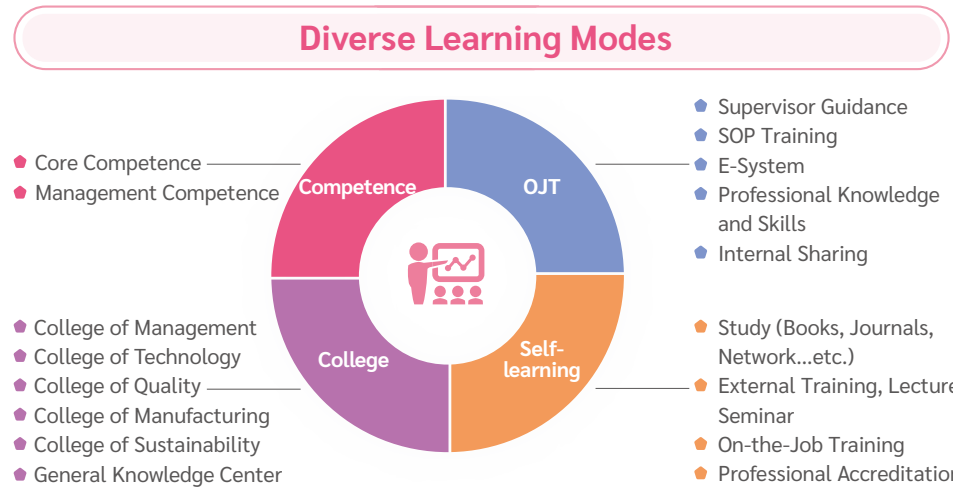 Diverse Learning Modes
Core Competence
Management Competence
Competence
OJT
Supervisor Guidance
SOP Training
E-System
Professional Knowledge
and Skills
Internal Sharing
College of Management
College of Technology
College of Quality
College of Manufacturing
College of Sustainability
General Knowledge Center
College
Self-
learning
Study (Books, Journals,
Network...etc.)
External Training, Lecture
Seminar
On-the-Job Training
Professional Accreditation